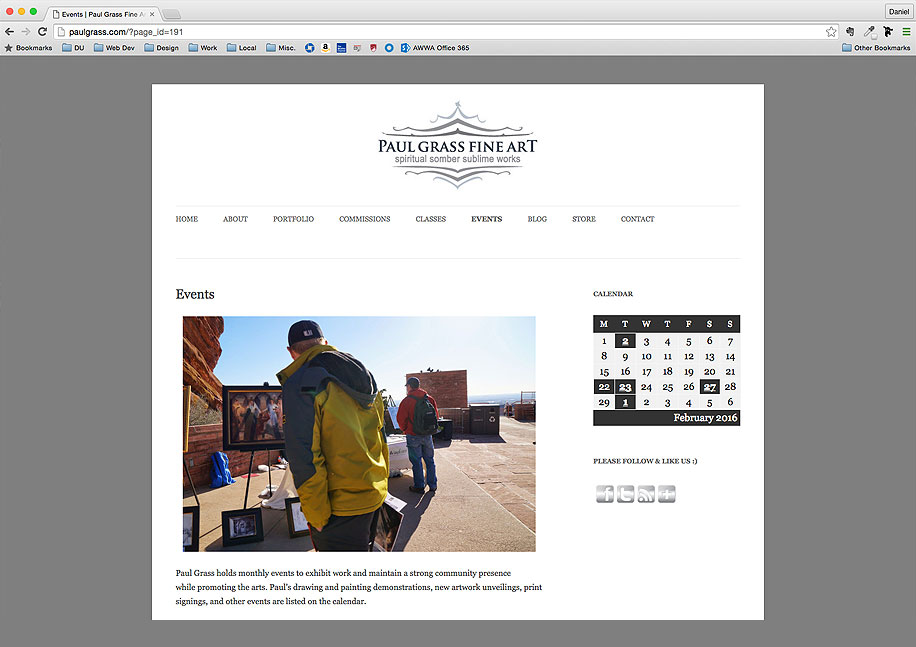 Events | Paul Grass Fine A
Daniel
paulgrass.com/?page_id=191
Bookmarks DU Web Dev Design Work Local Misc. AWWA Office 365 Other Bookmarks
PAUL GRASS FINE ART
spiritual somber sublime works
HOME ABOUT PORTFOLIO COMMISSIONS CLASSES EVENTS BLOG STORE CONTACT
Events
Paul Grass holds monthly events to exhibit work and maintain a strong community presence
while promoting the arts. Paul's drawing and painting demonstrations, new artwork unveilings, print
signings, and other events are listed on the calendar.
CALENDAR
M T W T F S S
1 2 3 4 5 6 7
8 9 10 11 12 13 14
15 16 17 18 19 20 21
22 23 24 25 26 27 28
29 1 2 3 4 5 6
February 2016
PLEASE FOLLOW & LIKE US :)